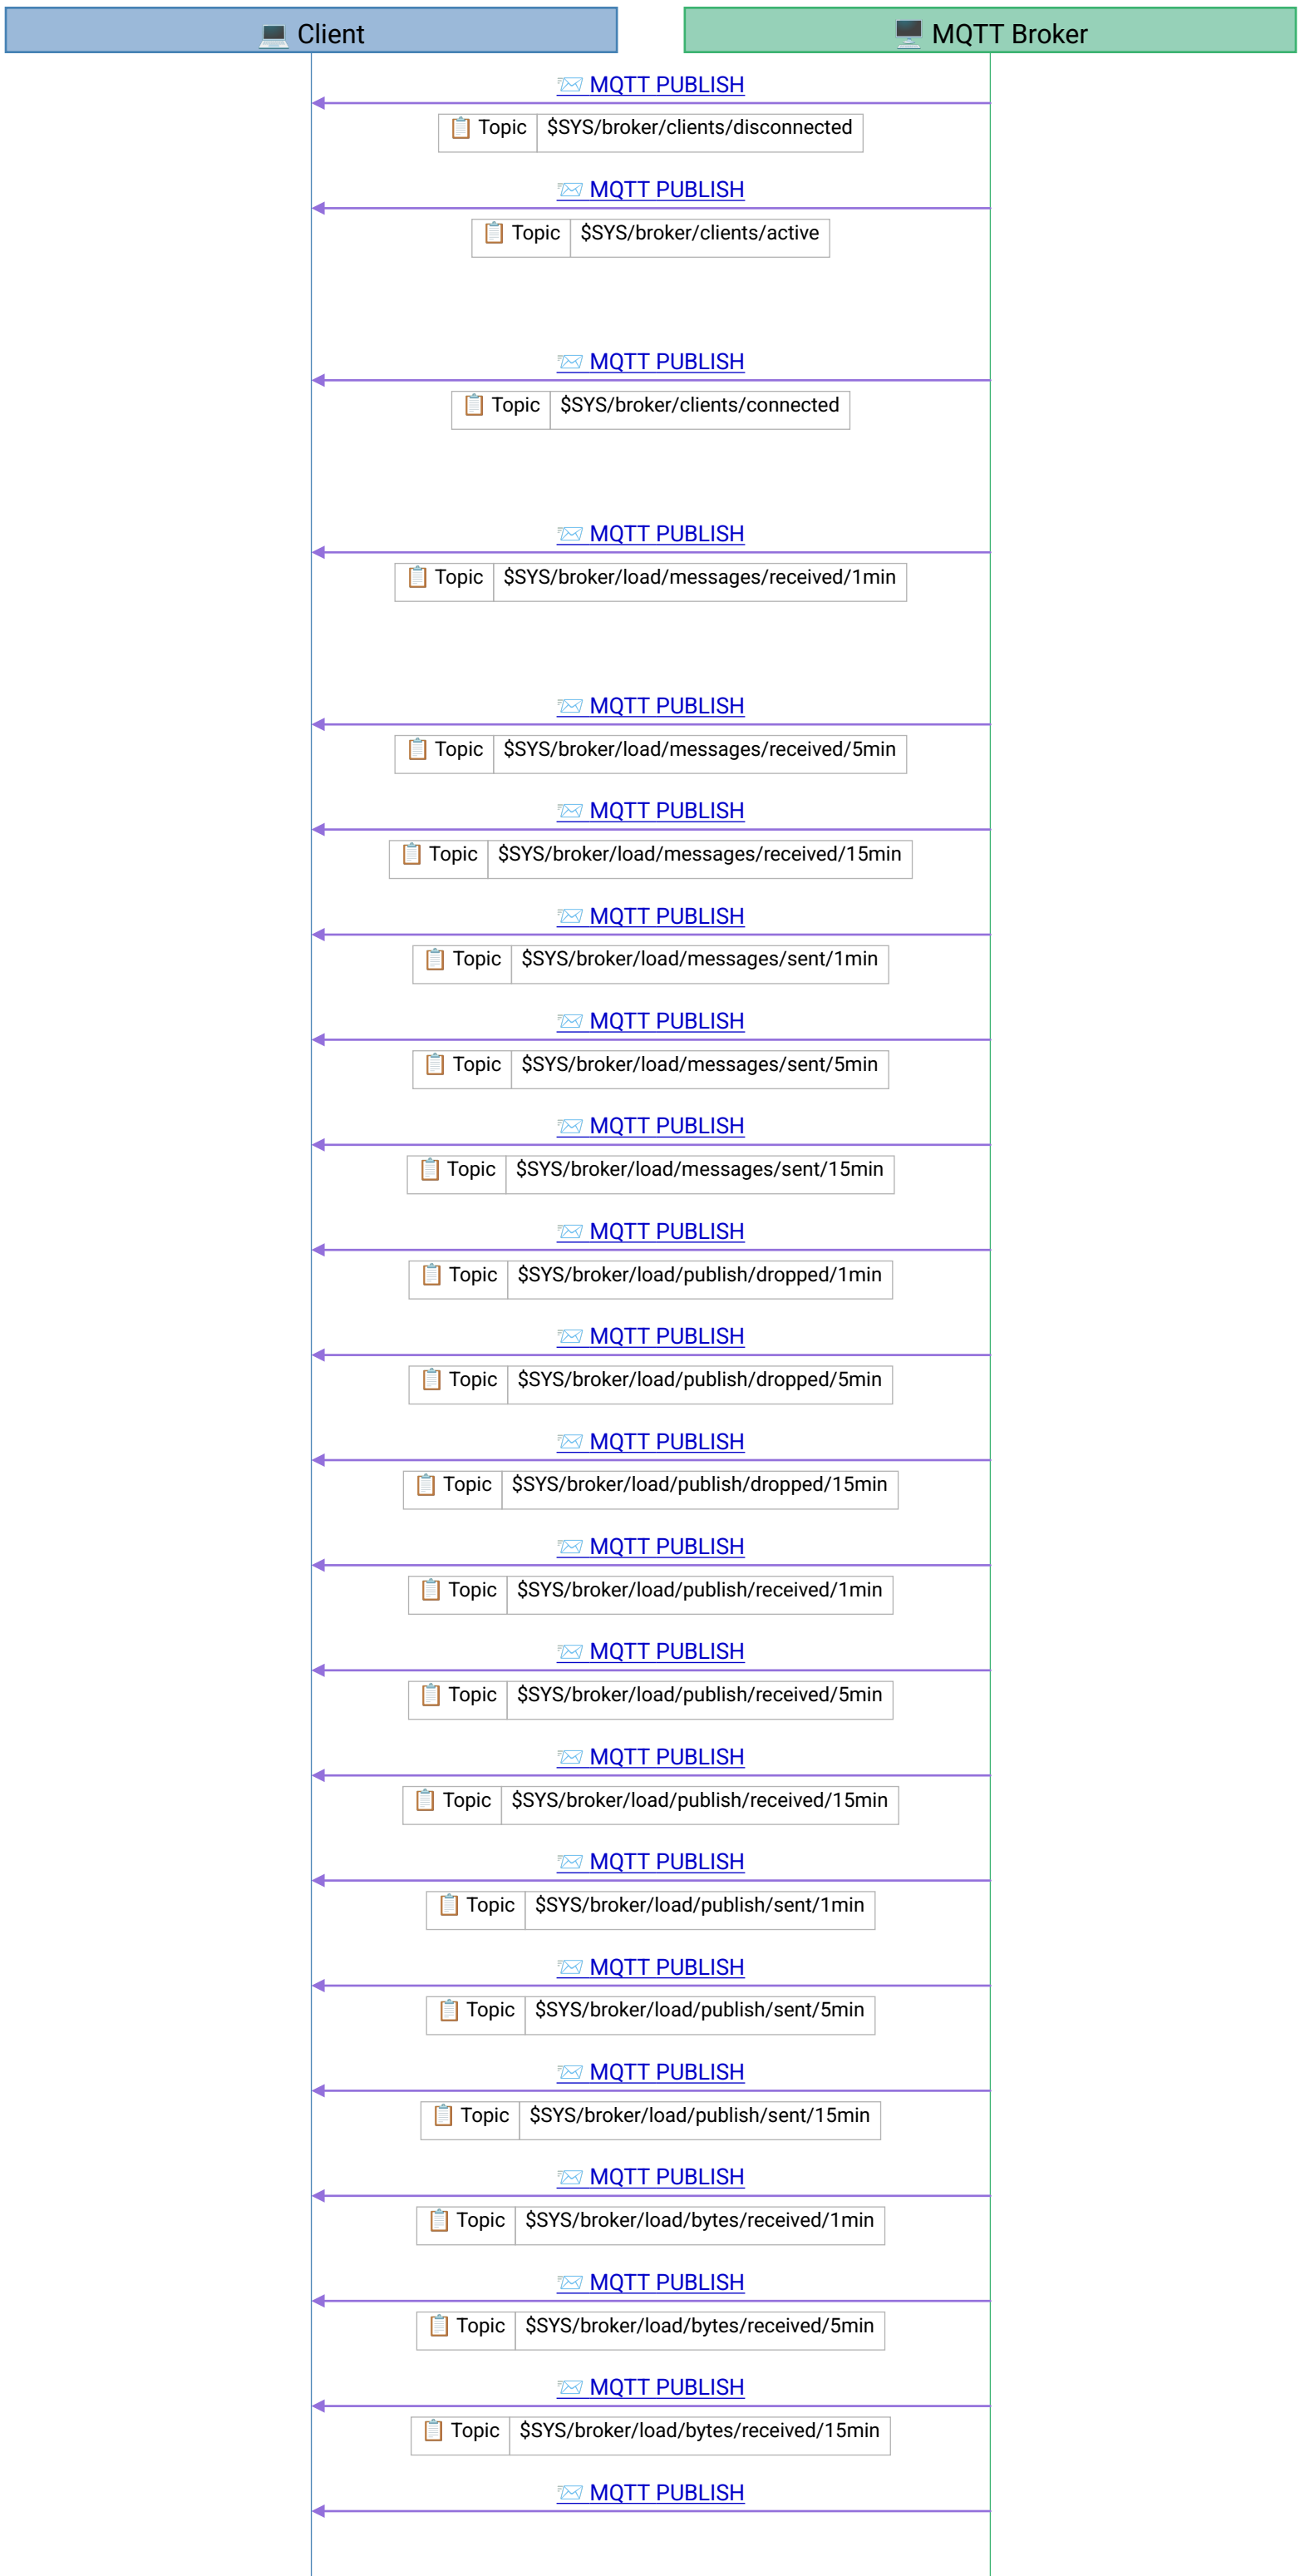 💻 Client
🖥️ MQTT Broker
📨 MQTT PUBLISH
📋 Topic $SYS/broker/clients/disconnected
📨 MQTT PUBLISH
📋 Topic $SYS/broker/clients/active
📨 MQTT PUBLISH
📋 Topic $SYS/broker/clients/connected
📨 MQTT PUBLISH
📋 Topic $SYS/broker/load/messages/received/1min
📨 MQTT PUBLISH
📋 Topic $SYS/broker/load/messages/received/5min
📨 MQTT PUBLISH
📋 Topic $SYS/broker/load/messages/received/15min
📨 MQTT PUBLISH
📋 Topic $SYS/broker/load/messages/sent/1min
📨 MQTT PUBLISH
📋 Topic $SYS/broker/load/messages/sent/5min
📨 MQTT PUBLISH
📋 Topic $SYS/broker/load/messages/sent/15min
📨 MQTT PUBLISH
📋 Topic $SYS/broker/load/publish/dropped/1min
📨 MQTT PUBLISH
📋 Topic $SYS/broker/load/publish/dropped/5min
📨 MQTT PUBLISH
📋 Topic $SYS/broker/load/publish/dropped/15min
📨 MQTT PUBLISH
📋 Topic $SYS/broker/load/publish/received/1min
📨 MQTT PUBLISH
📋 Topic $SYS/broker/load/publish/received/5min
📨 MQTT PUBLISH
📋 Topic $SYS/broker/load/publish/received/15min
📨 MQTT PUBLISH
📋 Topic $SYS/broker/load/publish/sent/1min
📨 MQTT PUBLISH
📋 Topic $SYS/broker/load/publish/sent/5min
📨 MQTT PUBLISH
📋 Topic $SYS/broker/load/publish/sent/15min
📨 MQTT PUBLISH
📋 Topic $SYS/broker/load/bytes/received/1min
📨 MQTT PUBLISH
📋 Topic $SYS/broker/load/bytes/received/5min
📨 MQTT PUBLISH
📋 Topic $SYS/broker/load/bytes/received/15min
📨 MQTT PUBLISH